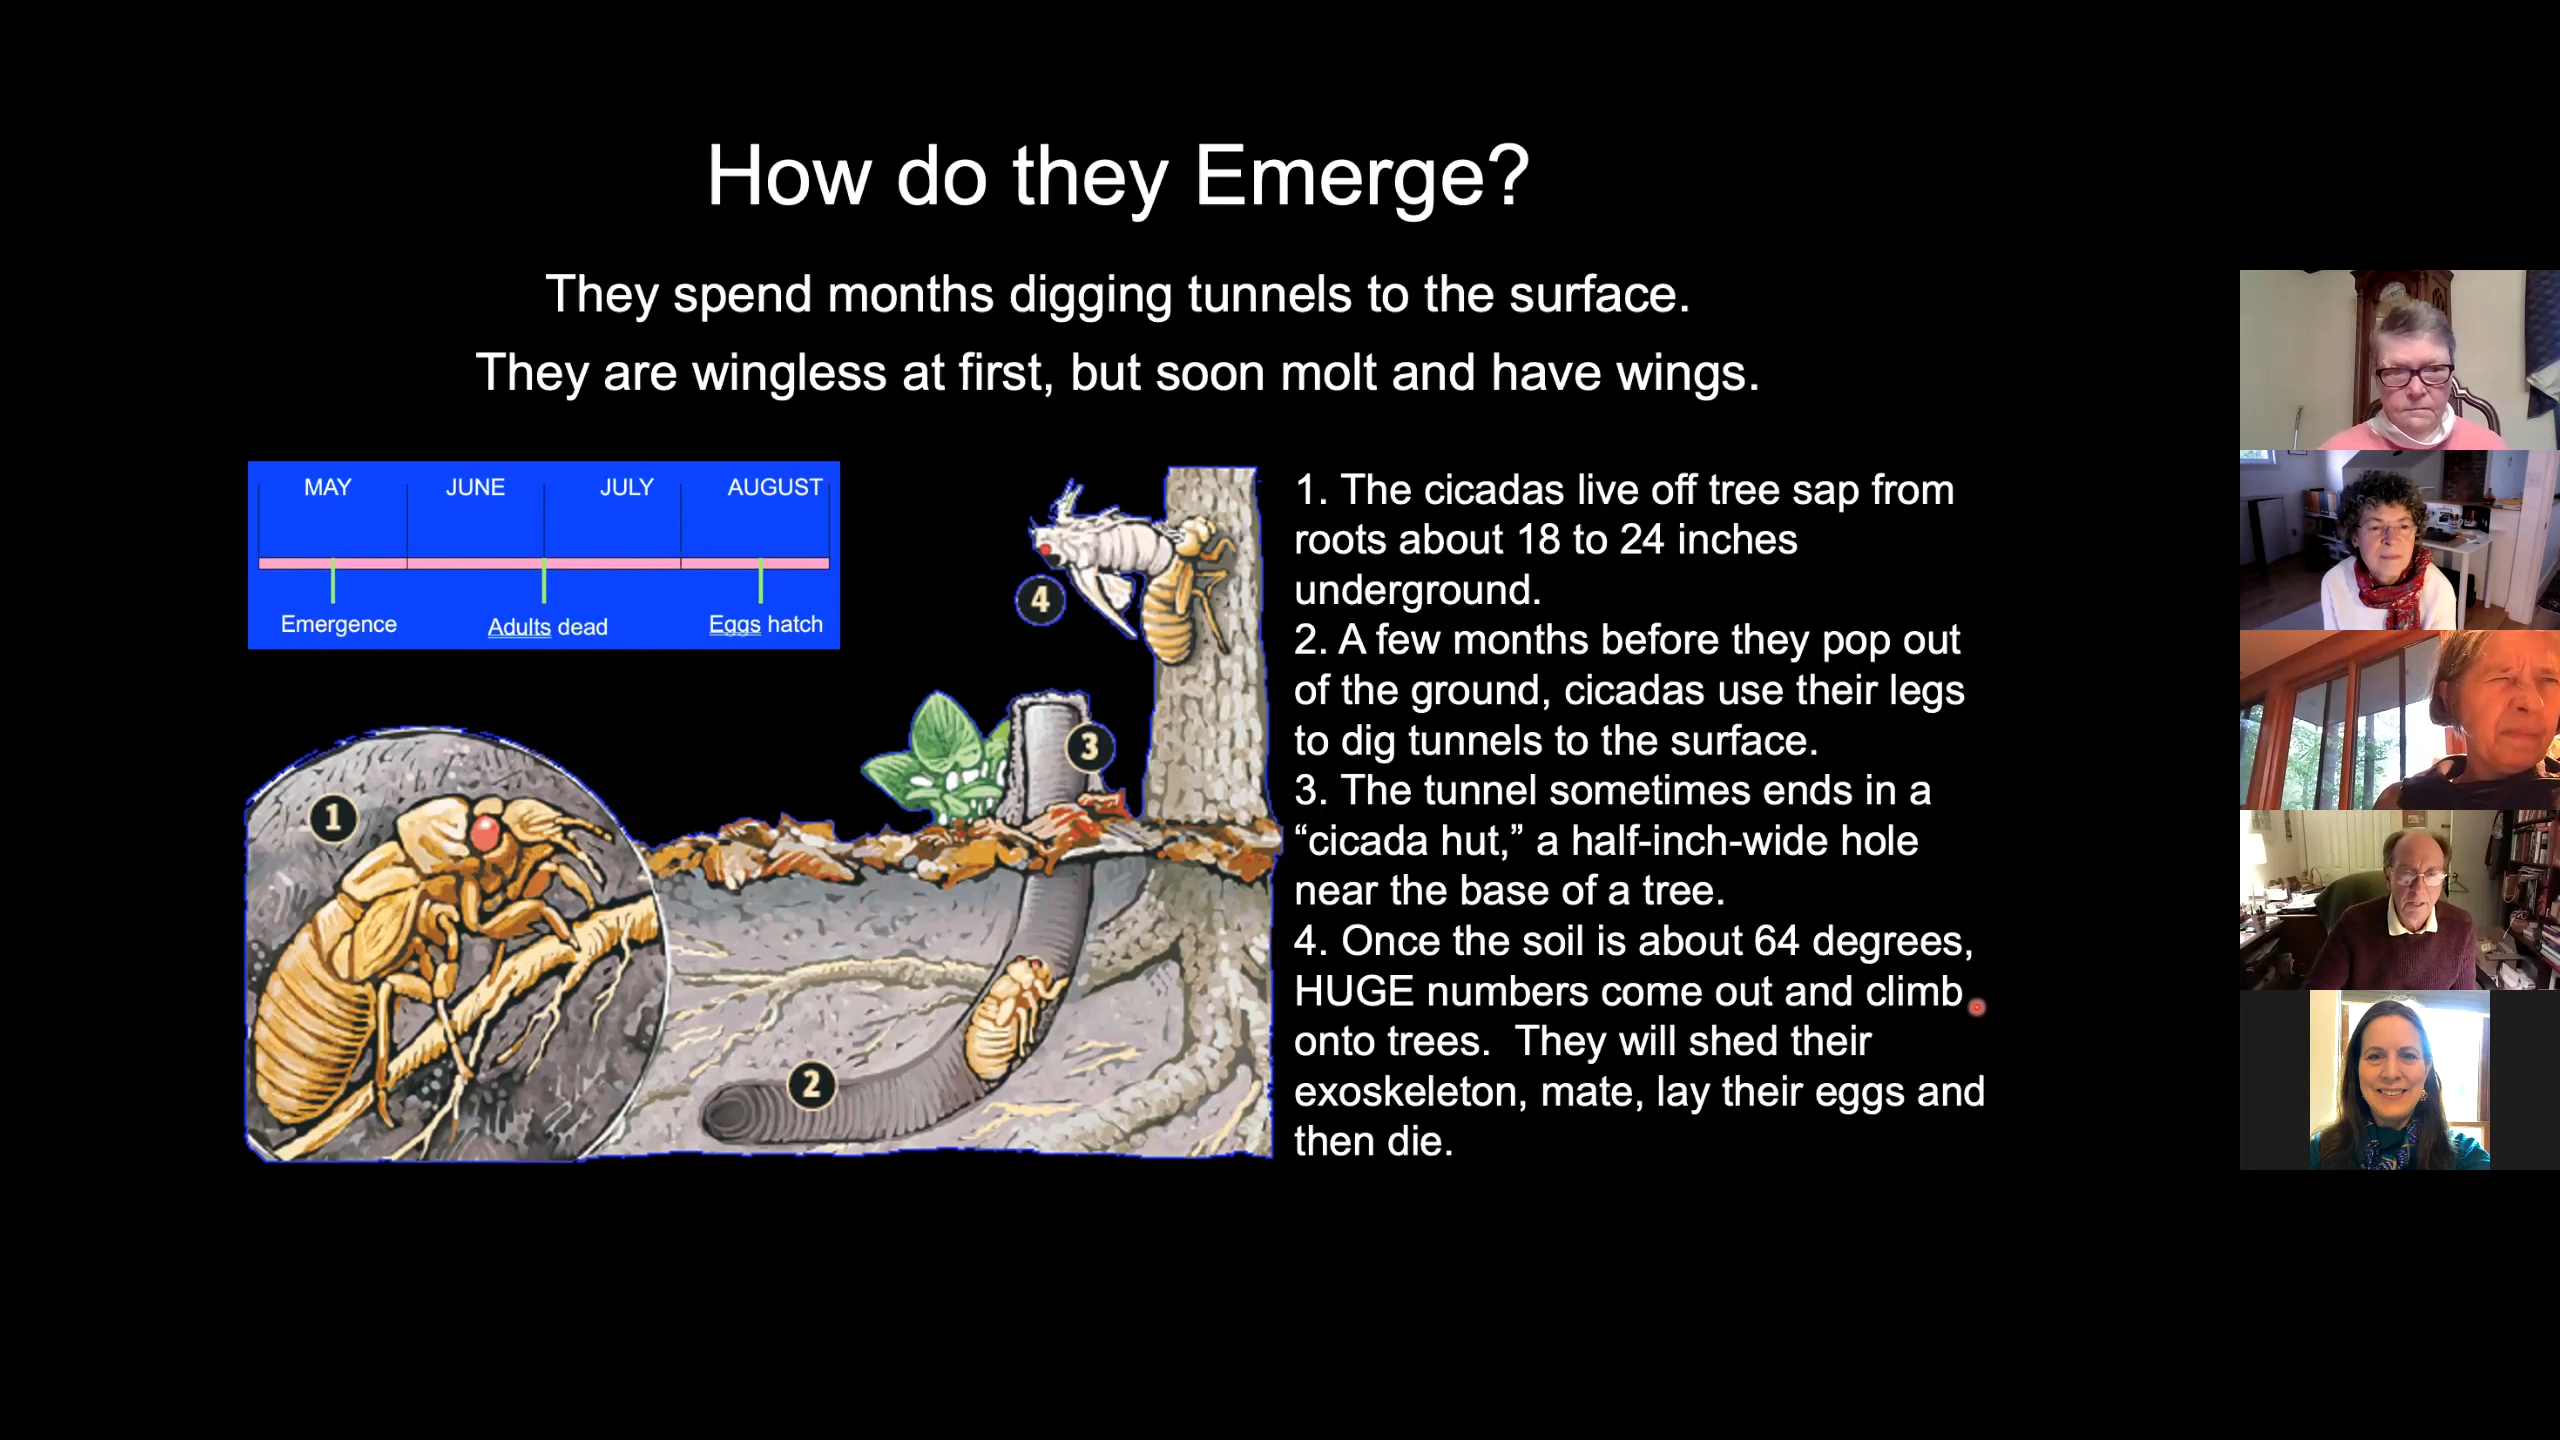 How do they Emerge?
They spend months digging tunnels to the surface.
They are wingless at first, but soon molt and have wings.
MAY JUNE JULY AUGUST
Emergence Adults dead Eggs hatch
1
2
3
4
1. The cicadas live off tree sap from
roots about 18 to 24 inches
underground.
2. A few months before they pop out
of the ground, cicadas use their legs
to dig tunnels to the surface.
3. The tunnel sometimes ends in a
“cicada hut,” a half-inch-wide hole
near the base of a tree.
4. Once the soil is about 64 degrees,
HUGE numbers come out and climb
onto trees.  They will shed their
exoskeleton, mate, lay their eggs and
then die.